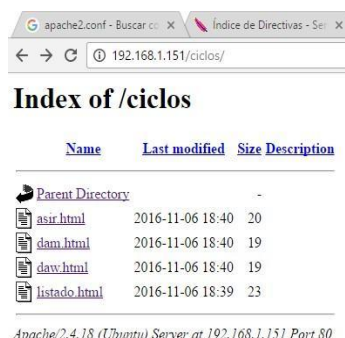 apache2.conf - Buscar co
Índice de Directivas - Ser
192.168.1.151/ciclos/
Index of /ciclos
Name Last modified Size Description
Parent Directory -
asir.html 2016-11-06 18:40 20
dam.html 2016-11-06 18:40 19
daw.html 2016-11-06 18:40 19
listado.html 2016-11-06 18:39 23
Apache/2.4.18 (Ubuntu) Server at 192.168.1.151 Port 80